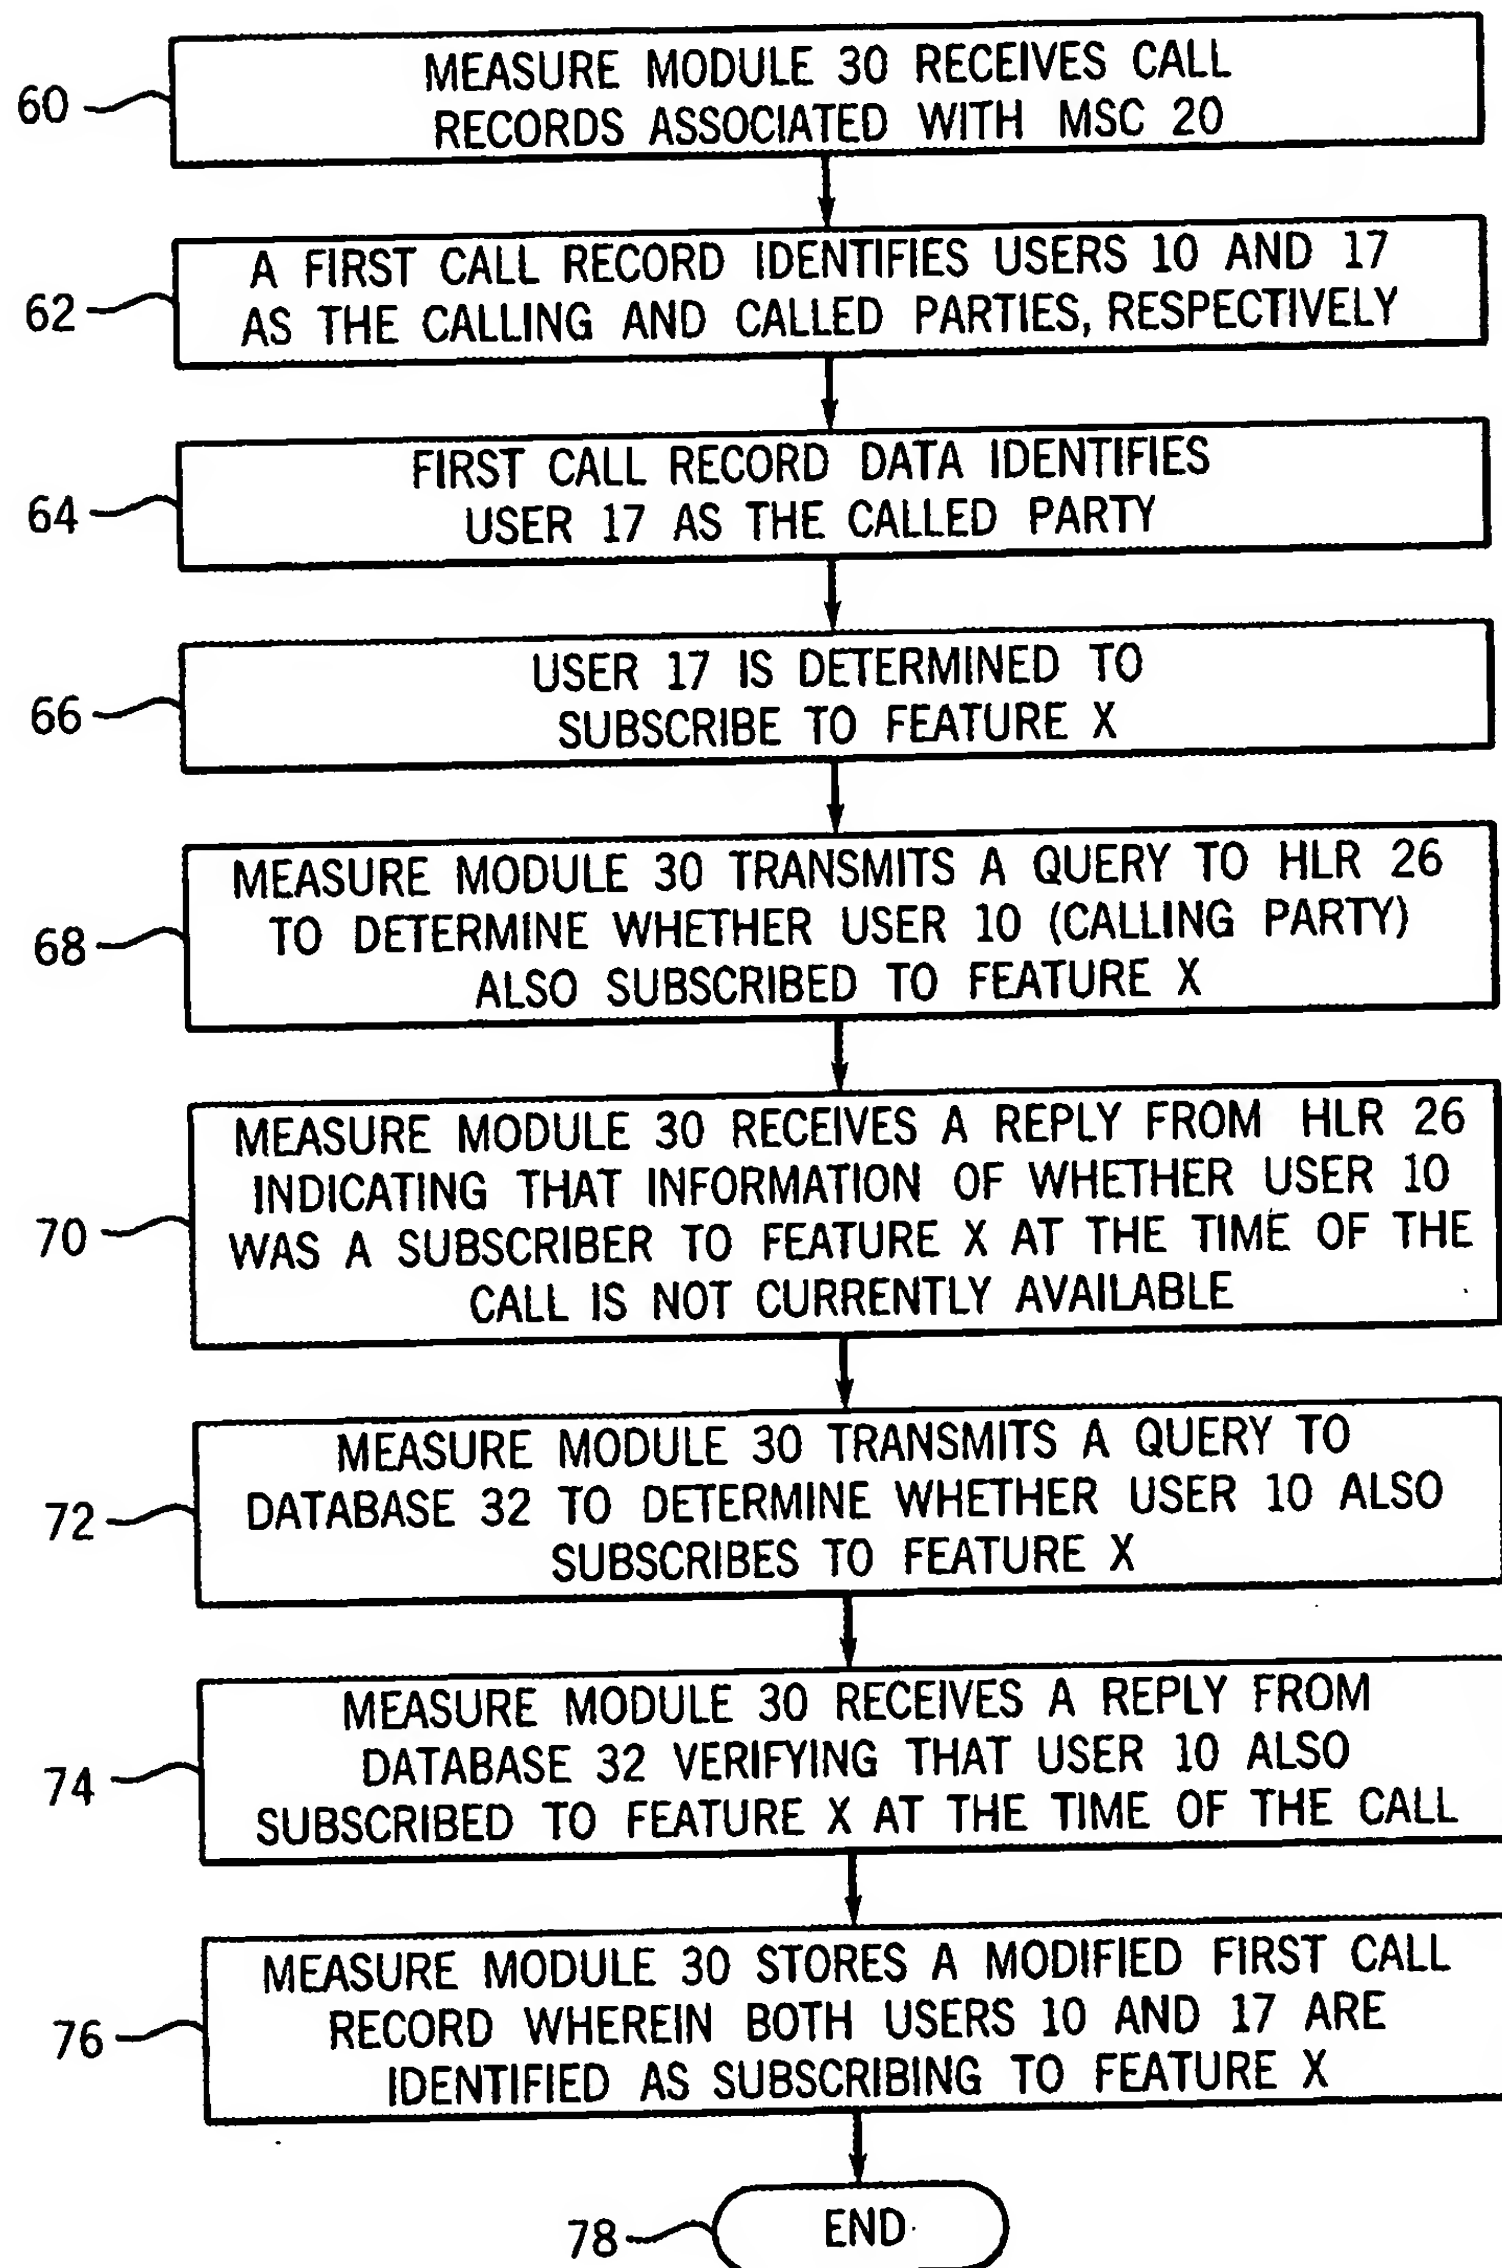 60
MEASURE MODULE 30 RECEIVES CALL
RECORDS ASSOCIATED WITH MSC 20
62
A FIRST CALL RECORD IDENTIFIES USERS 10 AND 17
AS THE CALLING AND CALLED PARTIES, RESPECTIVELY
64
FIRST CALL RECORD DATA IDENTIFIES
USER 17 AS THE CALLED PARTY
66
USER 17 IS DETERMINED TO
SUBSCRIBE TO FEATURE X
68
MEASURE MODULE 30 TRANSMITS A QUERY TO HLR 26
TO DETERMINE WHETHER USER 10 (CALLING PARTY)
ALSO SUBSCRIBED TO FEATURE X
70
MEASURE MODULE 30 RECEIVES A REPLY FROM HLR 26
INDICATING THAT INFORMATION OF WHETHER USER 10
WAS A SUBSCRIBER TO FEATURE X AT THE TIME OF THE
CALL IS NOT CURRENTLY AVAILABLE
72
MEASURE MODULE 30 TRANSMITS A QUERY TO
DATABASE 32 TO DETERMINE WHETHER USER 10 ALSO
SUBSCRIBES TO FEATURE X
74
MEASURE MODULE 30 RECEIVES A REPLY FROM
DATABASE 32 VERIFYING THAT USER 10 ALSO
SUBSCRIBED TO FEATURE X AT THE TIME OF THE CALL
76
MEASURE MODULE 30 STORES A MODIFIED FIRST CALL
RECORD WHEREIN BOTH USERS 10 AND 17 ARE
IDENTIFIED AS SUBSCRIBING TO FEATURE X
78
END